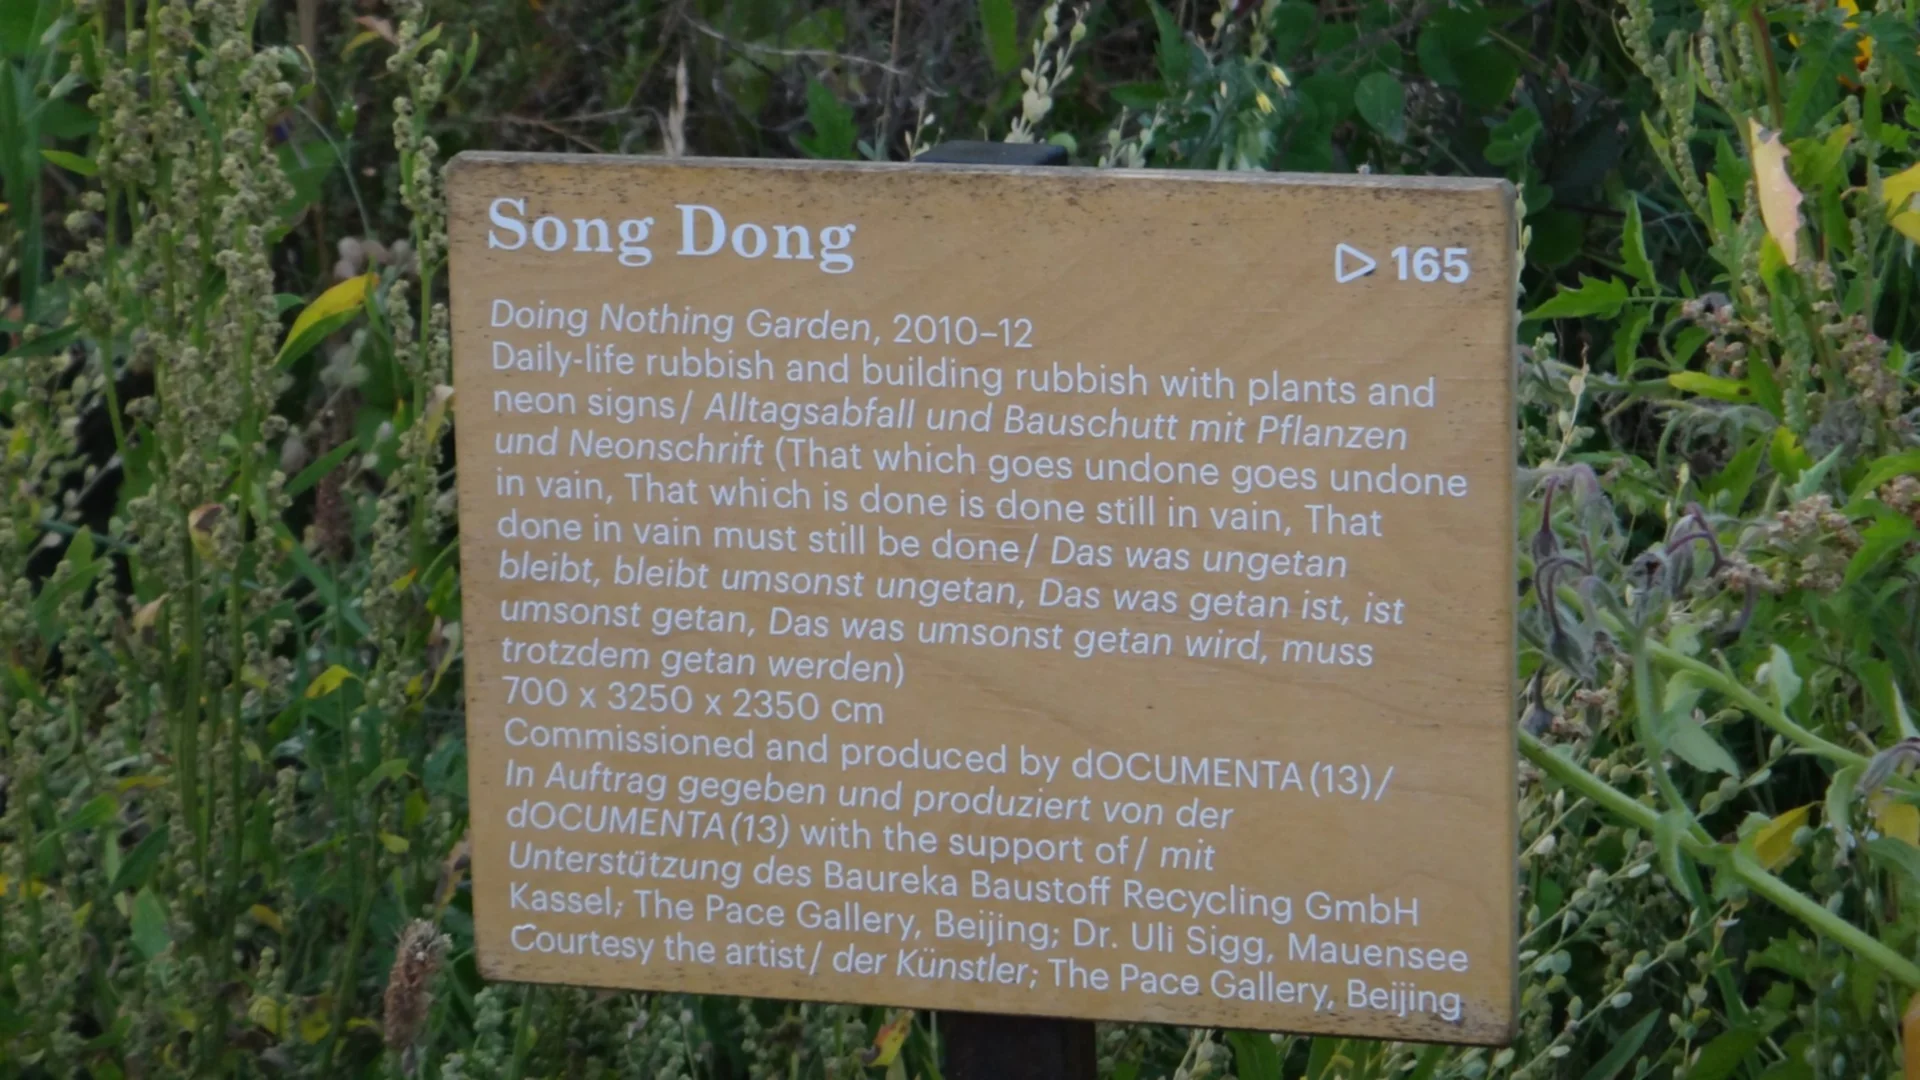 Song Dong
▷ 165
Doing Nothing Garden, 2010–12
Daily-life rubbish and building rubbish with plants and
neon signs/ Alltagsabfall und Bauschutt mit Pflanzen
und Neonschrift (That which goes undone goes undone
in vain, That which is done is done still in vain, That
done in vain must still be done/ Das was ungetan
bleibt, bleibt umsonst ungetan, Das was getan ist, ist
umsonst getan, Das was umsonst getan wird, muss
trotzdem getan werden)
700 x 3250 x 2350 cm
Commissioned and produced by dOCUMENTA (13)/
In Auftrag gegeben und produziert von der
dOCUMENTA (13) with the support of/ mit
Unterstützung des Baureka Baustoff Recycling GmbH
Kassel; The Pace Gallery, Beijing; Dr. Uli Sigg, Mauensee
Courtesy the artist/ der Künstler; The Pace Gallery, Beijing